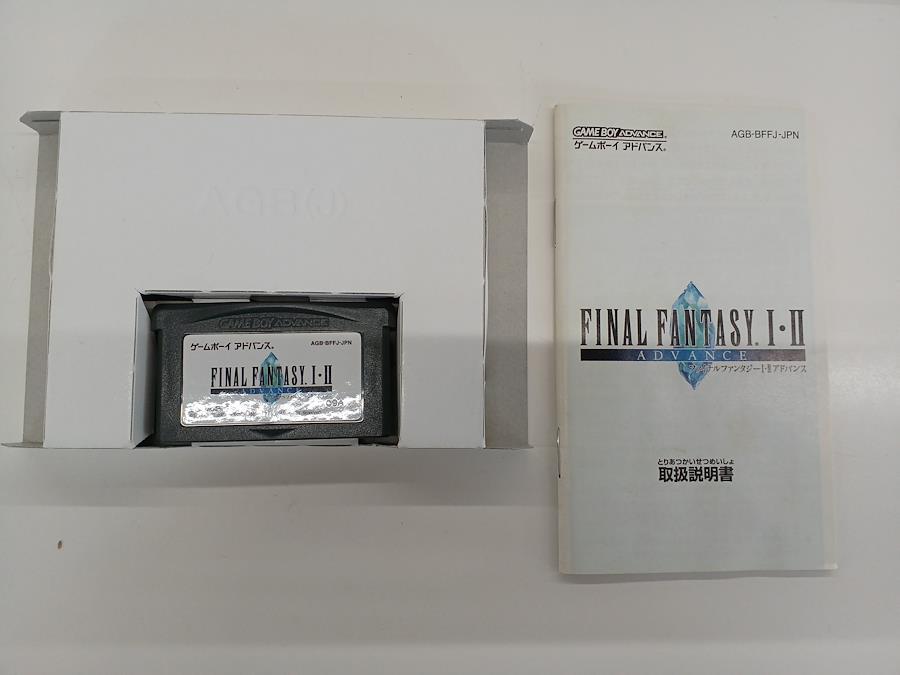 AGB(J)
GAME BOY ADVANCE
ゲームボーイ アドバンス®
AGB-BFFJ-JPN
FINAL FANTASY. I・II
ADVANCE
09A
GAME BOY ADVANCE®
ゲームボーイ アドバンス®
AGB-BFFJ-JPN
FINAL FANTASY. I・II
ADVANCE
ファイナルファンタジーI・IIアドバンス
とりあつかいせつめいしょ
取扱説明書